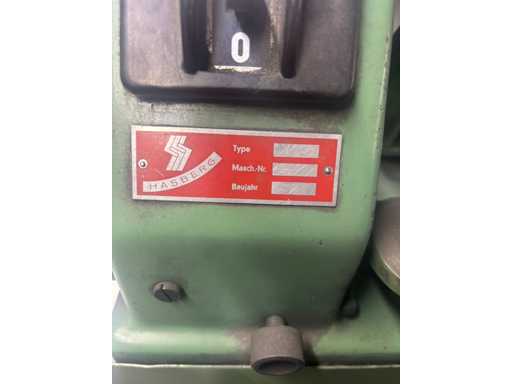 0
HASBERG
Type
Masch.-Nr.
Baujahr